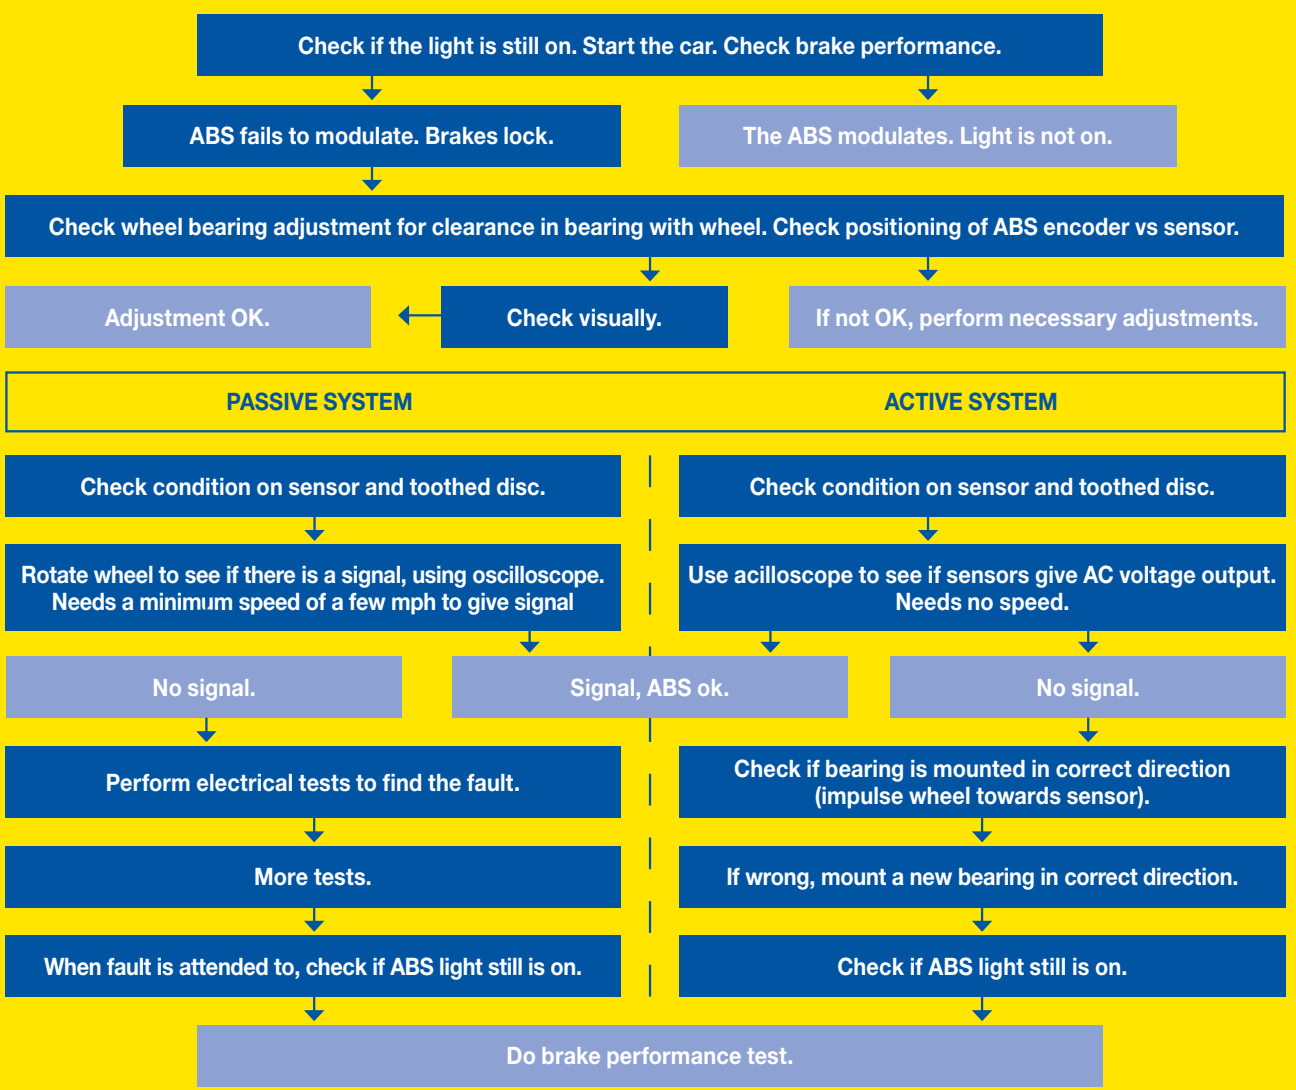 Check if the light is still on. Start the car. Check brake performance.
ABS fails to modulate. Brakes lock.
The ABS modulates. Light is not on.
Check wheel bearing adjustment for clearance in bearing with wheel. Check positioning of ABS encoder vs sensor.
Adjustment OK.
Check visually.
If not OK, perform necessary adjustments.
PASSIVE SYSTEM
ACTIVE SYSTEM
Check condition on sensor and toothed disc.
Check condition on sensor and toothed disc.
Rotate wheel to see if there is a signal, using oscilloscope.
Needs a minimum speed of a few mph to give signal
Use acilloscope to see if sensors give AC voltage output.
Needs no speed.
No signal.
Signal, ABS ok.
No signal.
Perform electrical tests to find the fault.
Check if bearing is mounted in correct direction
(impulse wheel towards sensor).
More tests.
If wrong, mount a new bearing in correct direction.
When fault is attended to, check if ABS light still is on.
Check if ABS light still is on.
Do brake performance test.